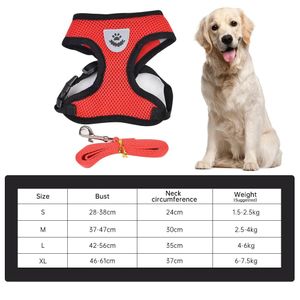 Size Bust Neck circumference Weight (Suggested)
S 28-38cm 24cm 1.5-2.5kg
M 37-47cm 30cm 2.5-4kg
L 42-56cm 35cm 4-6kg
XL 46-61cm 37cm 6-7.5kg